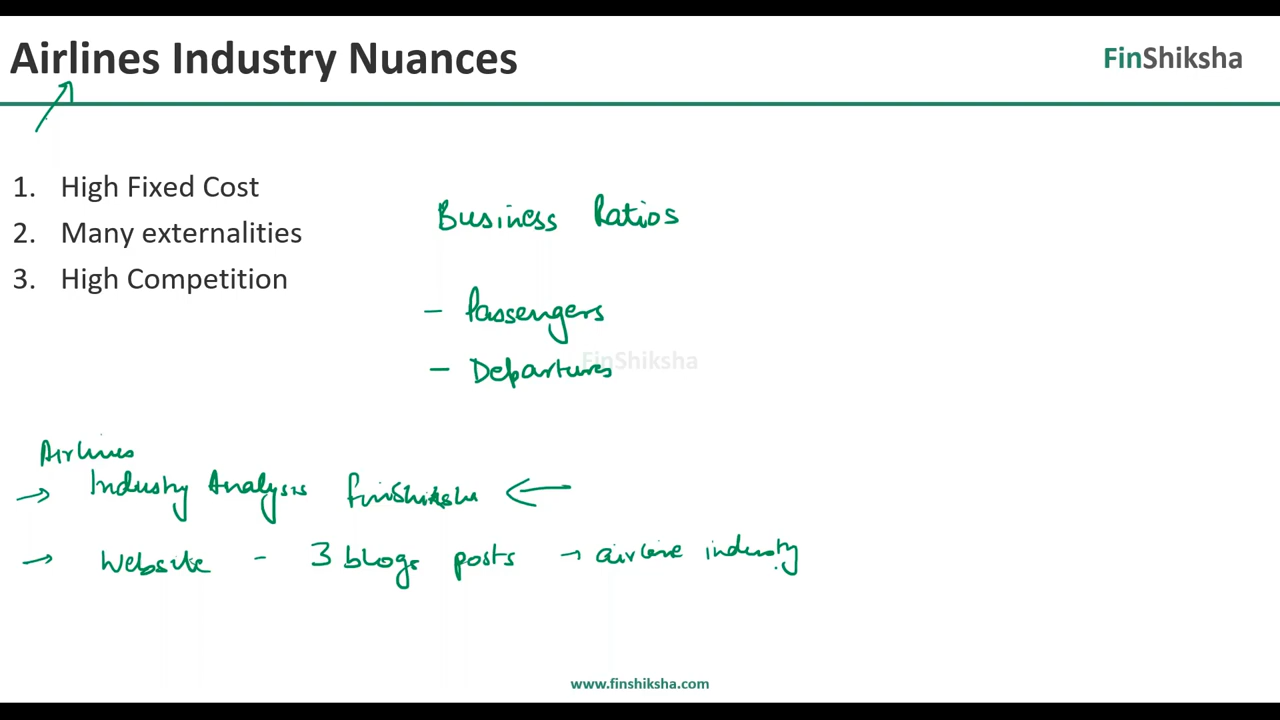 Airlines Industry Nuances
FinShiksha
1. High Fixed Cost
2. Many externalities
3. High Competition
Business Ratios
- Passengers
- Departures
FinShiksha
Airlines
→ Industry Analysis FinShiksha ←
→ Website - 3 blogs posts → airline industry
www.finshiksha.com